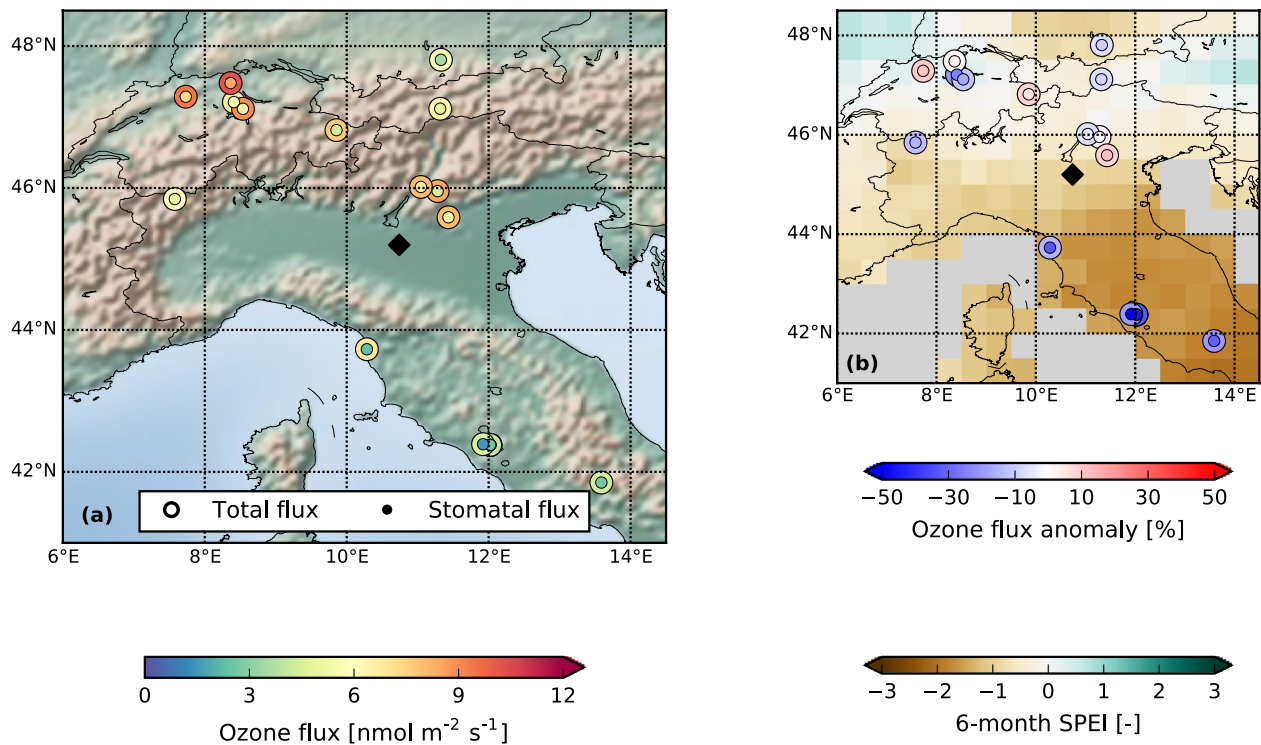 48°N
46°N
44°N
42°N
(a)
Total flux
Stomatal flux
6°E
8°E
10°E
12°E
14°E
0
3
6
9
12
Ozone flux [nmol m⁻² s⁻¹]
48°N
46°N
44°N
42°N
(b)
6°E
8°E
10°E
12°E
14°E
−50
−30
−10
10
30
50
Ozone flux anomaly [%]
−3
−2
−1
0
1
2
3
6-month SPEI [-]